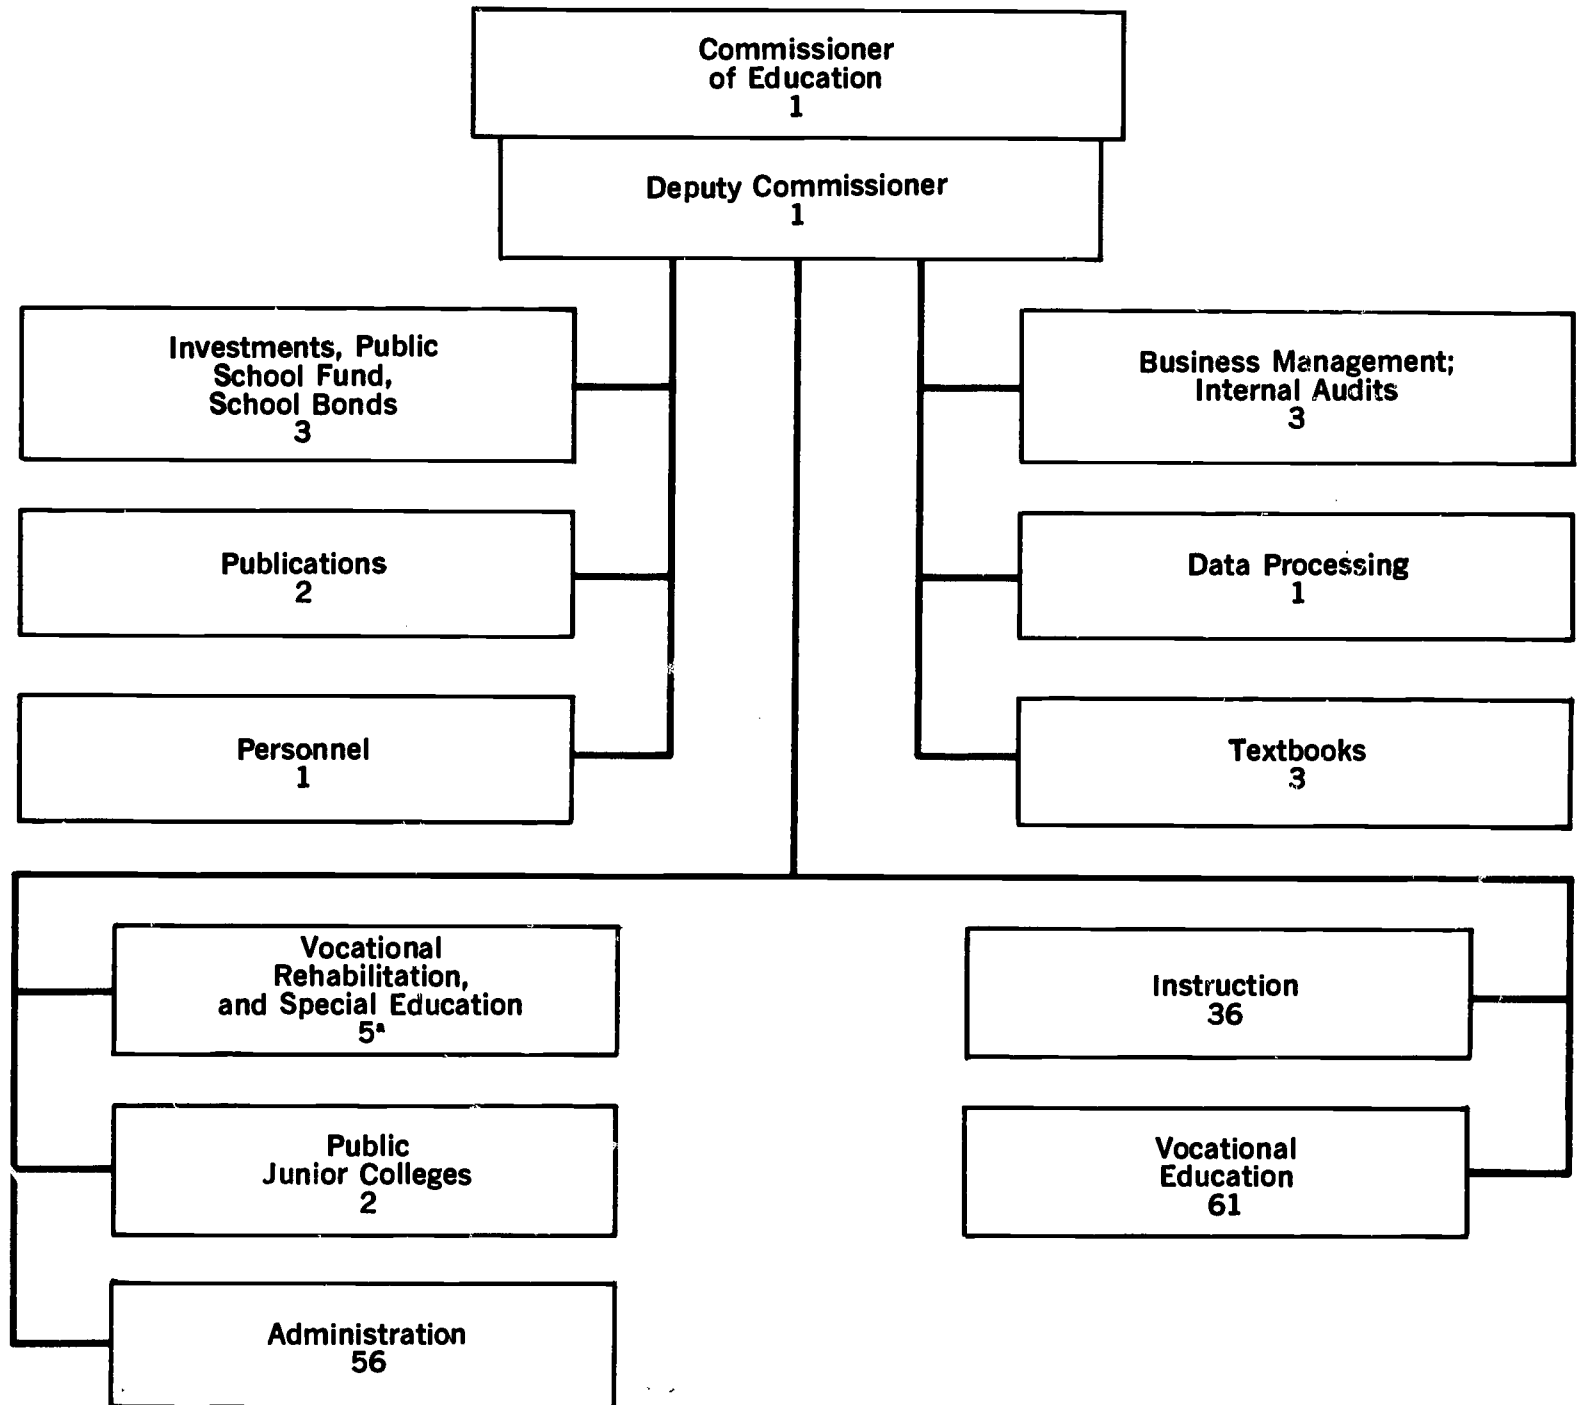 Commissioner
of Education
1
Deputy Commissioner
1
Investments, Public
School Fund,
School Bonds
3
Business Management;
Internal Audits
3
Publications
2
Data Processing
1
Personnel
1
Textbooks
3
Vocational
Rehabilitation,
and Special Education
5ª
Instruction
36
Public
Junior Colleges
2
Vocational
Education
61
Administration
56